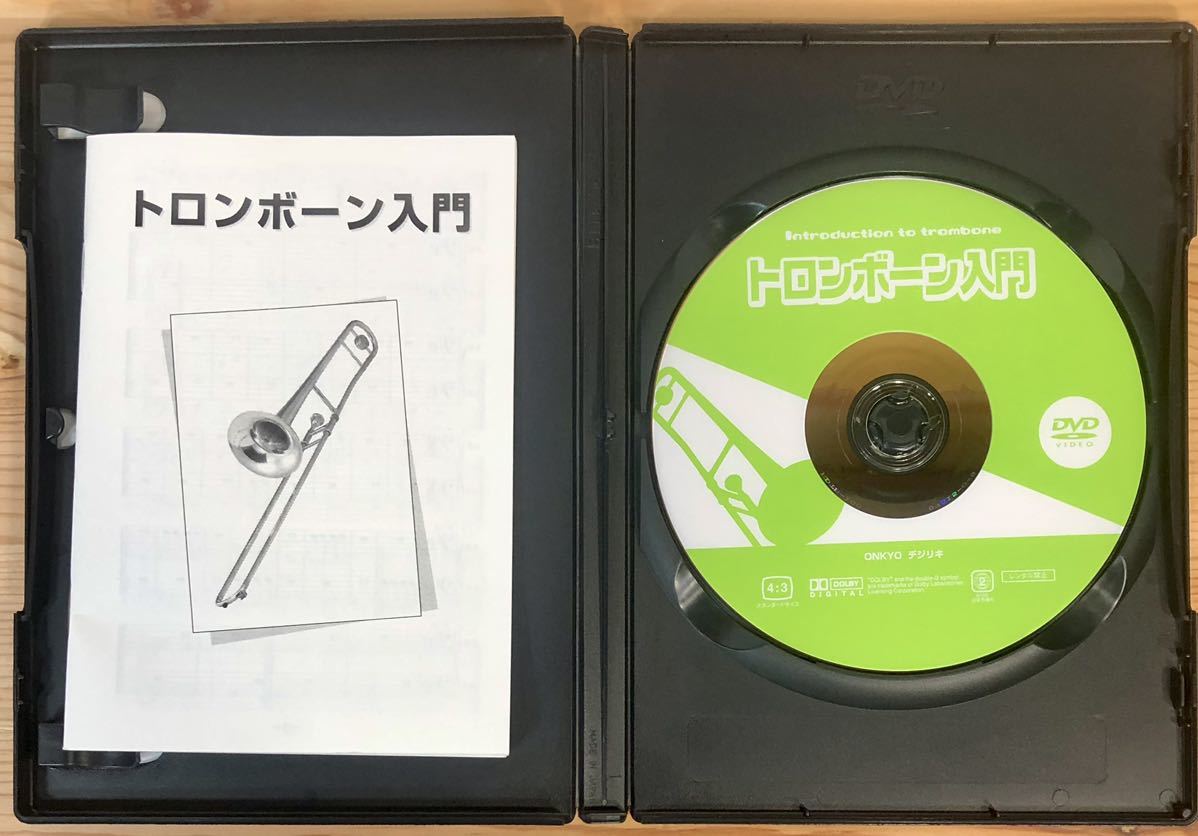 トロンボーン入門
DVD
Introduction to trombone
トロンボーン入門
DVD
VIDEO
ONKYO デジリキ
4:3
スタンダードサイズ
DOLBY
DIGITAL
"DOLBY" and the double-D symbol
are trademarks of Dolby Laboratories
Licensing Corporation.
2
レンタル禁止
MADE IN JAPAN